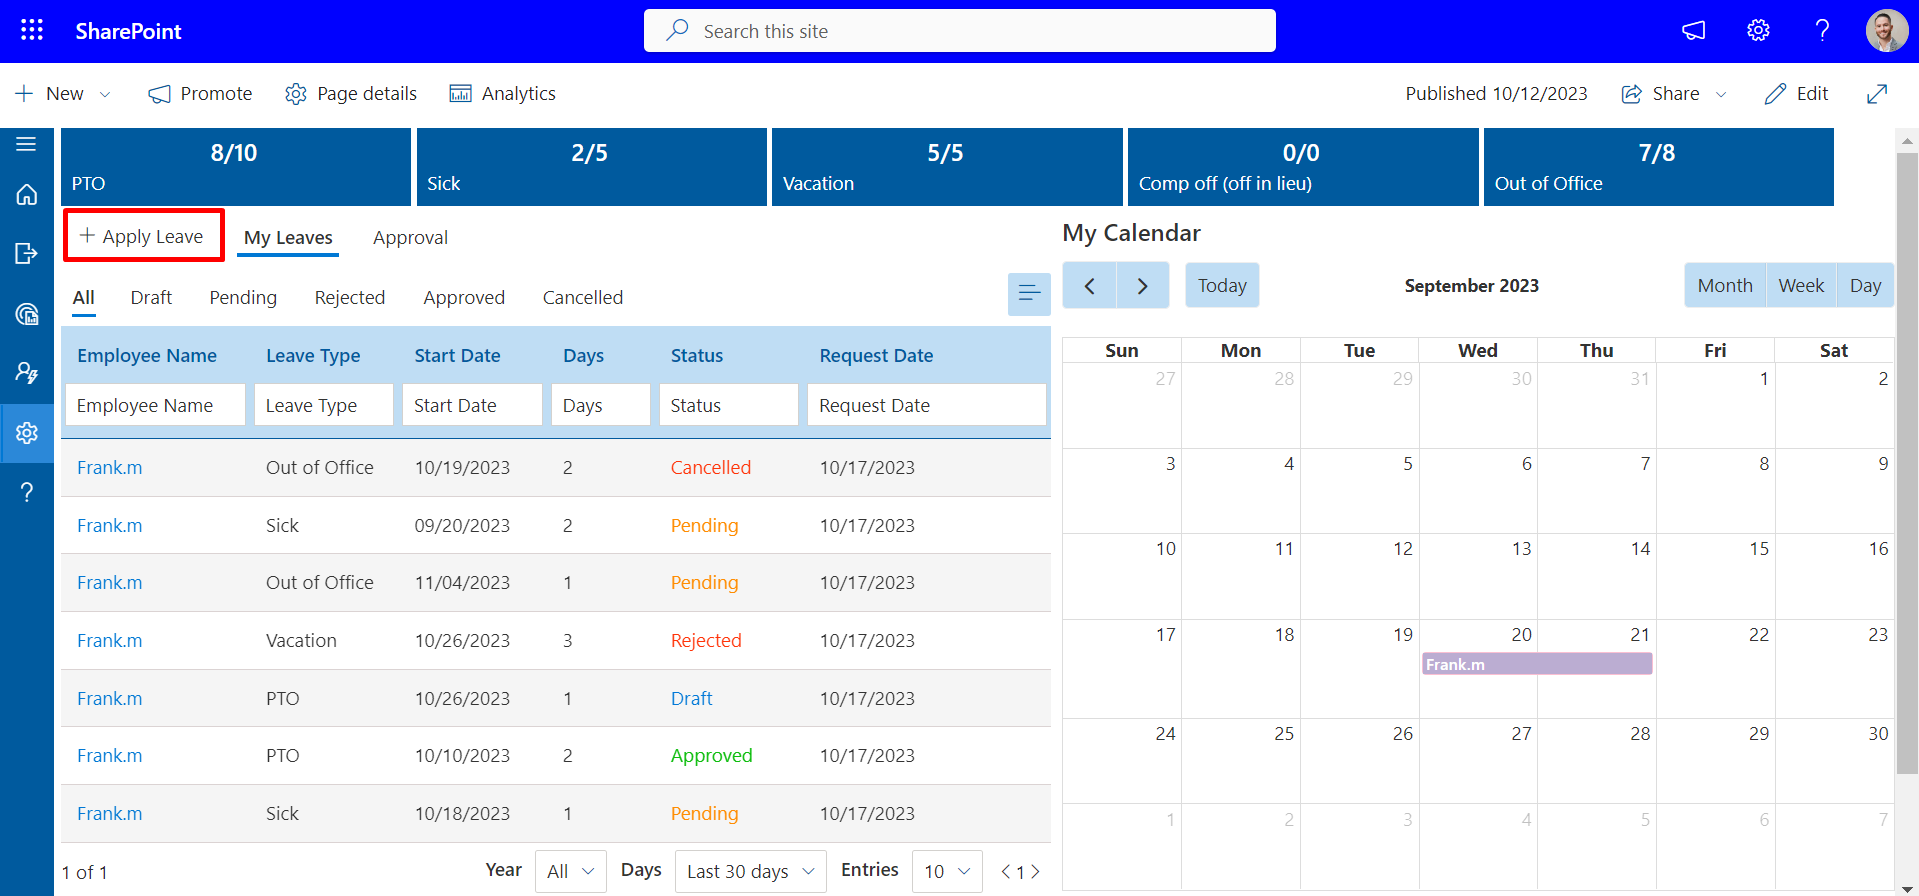 SharePoint
Search this site
New
Promote
Page details
Analytics
Published 10/12/2023
Share
Edit
8/10
PTO
2/5
Sick
5/5
Vacation
0/0
Comp off (off in lieu)
7/8
Out of Office
+ Apply Leave
My Leaves
Approval
All
Draft
Pending
Rejected
Approved
Cancelled
Employee Name Leave Type Start Date Days Status Request Date
Employee Name Leave Type Start Date Days Status Request Date
Frank.m Out of Office 10/19/2023 2 Cancelled 10/17/2023
Frank.m Sick 09/20/2023 2 Pending 10/17/2023
Frank.m Out of Office 11/04/2023 1 Pending 10/17/2023
Frank.m Vacation 10/26/2023 3 Rejected 10/17/2023
Frank.m PTO 10/26/2023 1 Draft 10/17/2023
Frank.m PTO 10/10/2023 2 Approved 10/17/2023
Frank.m Sick 10/18/2023 1 Pending 10/17/2023
1 of 1
Year All Days Last 30 days Entries 10 < 1 >
My Calendar
< > Today September 2023 Month Week Day
Sun Mon Tue Wed Thu Fri Sat
27 28 29 30 31 1 2
3 4 5 6 7 8 9
10 11 12 13 14 15 16
17 18 19 20 21 22 23
Frank.m
24 25 26 27 28 29 30
1 2 3 4 5 6 7